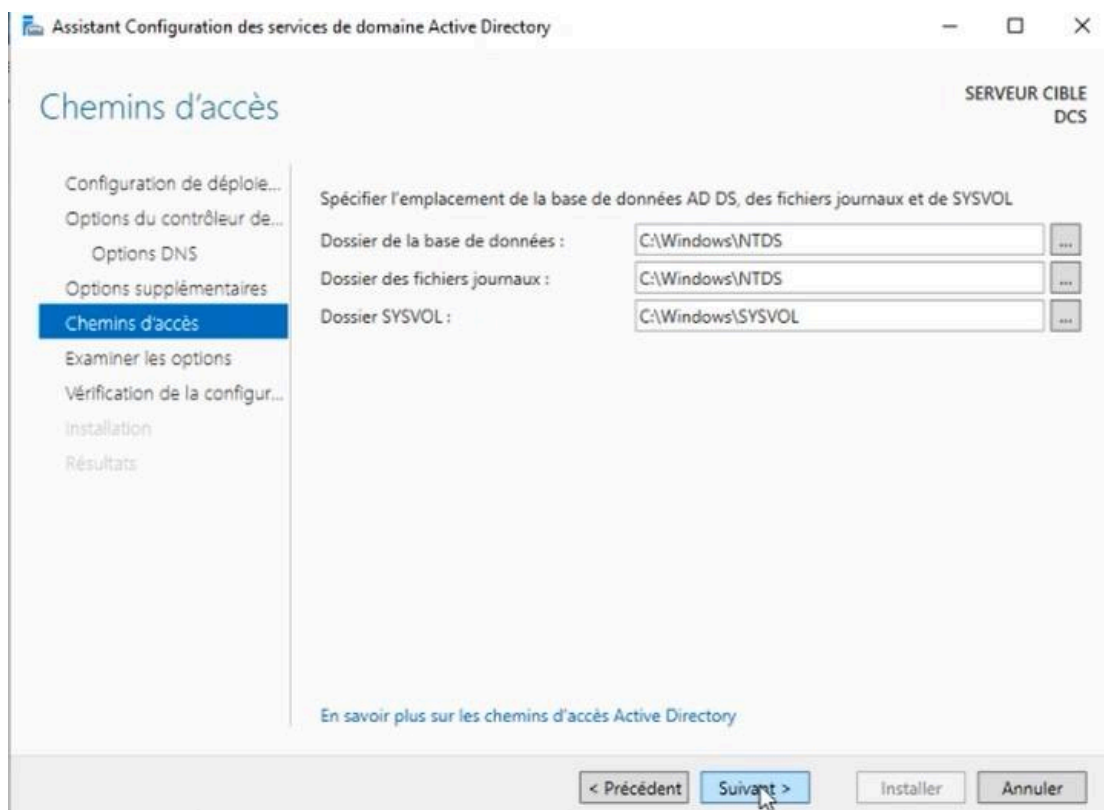 Assistant Configuration des services de domaine Active Directory
Chemins d'accès
SERVEUR CIBLE
DCS
Configuration de déploie...
Options du contrôleur de...
Options DNS
Options supplémentaires
Chemins d'accès
Examiner les options
Vérification de la configur...
Installation
Résultats
Spécifier l'emplacement de la base de données AD DS, des fichiers journaux et de SYSVOL
Dossier de la base de données : C:\Windows\NTDS ...
Dossier des fichiers journaux : C:\Windows\NTDS ...
Dossier SYSVOL : C:\Windows\SYSVOL ...
En savoir plus sur les chemins d'accès Active Directory
< Précédent Suivant > Installer Annuler